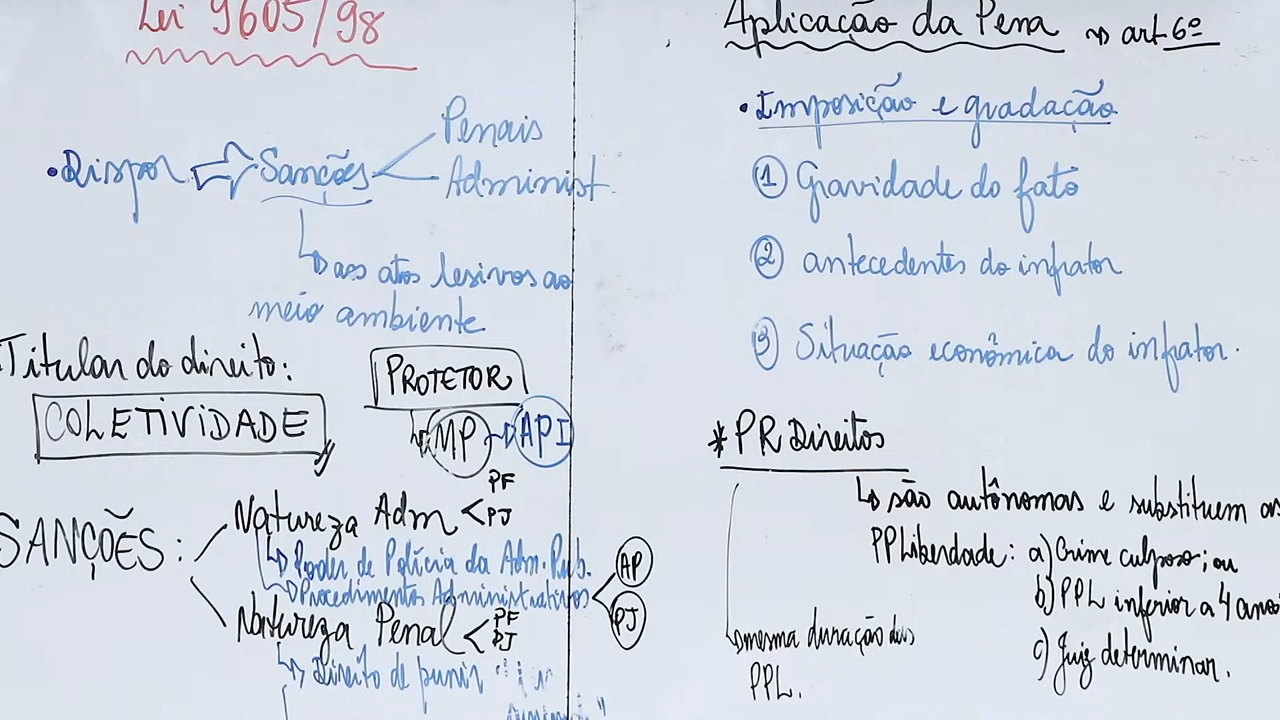 Lei 9605/98
• Dispor Sanções
Penais
Administ.
aos atos lesivos ao
meio ambiente
Titular do direito:
COLETIVIDADE
PROTETOR
MP API
SANÇÕES:
Natureza Adm
PF
PJ
Poder de Polícia da Adm. Pub.
Procedimentos Administrativos
AP
PJ
Natureza Penal
PF
PJ
Direito de punir
Aplicação da Pena art 6º
• Imposição e gradação
1 Gravidade do fato
2 antecedentes do infrator
3 Situação econômica do infrator.
* PR Direitos
são autônomas e substituem as
PPLiberdade: a) Crime culposo; ou
b) PPL inferior a 4 anos
c) Juiz determinar.
mesma duração das
PPL.